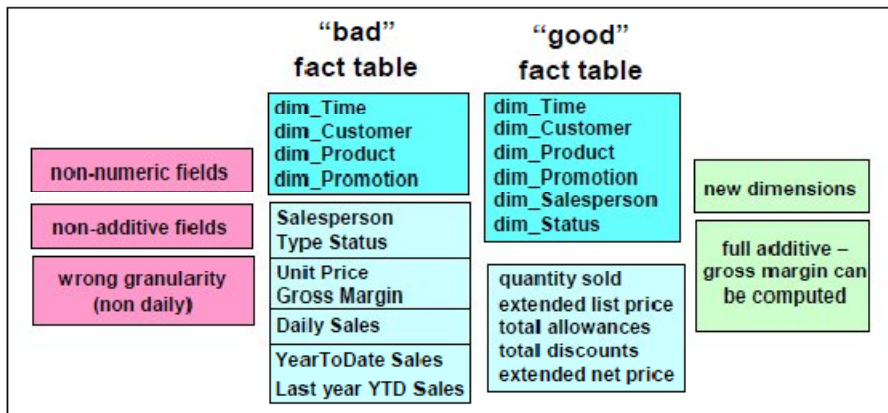 “bad”
fact table
“good”
fact table
non-numeric fields
non-additive fields
wrong granularity
(non daily)
dim_Time
dim_Customer
dim_Product
dim_Promotion
Salesperson
Type Status
Unit Price
Gross Margin
Daily Sales
YearToDate Sales
Last year YTD Sales
dim_Time
dim_Customer
dim_Product
dim_Promotion
dim_Salesperson
dim_Status
quantity sold
extended list price
total allowances
total discounts
extended net price
new dimensions
full additive –
gross margin can
be computed